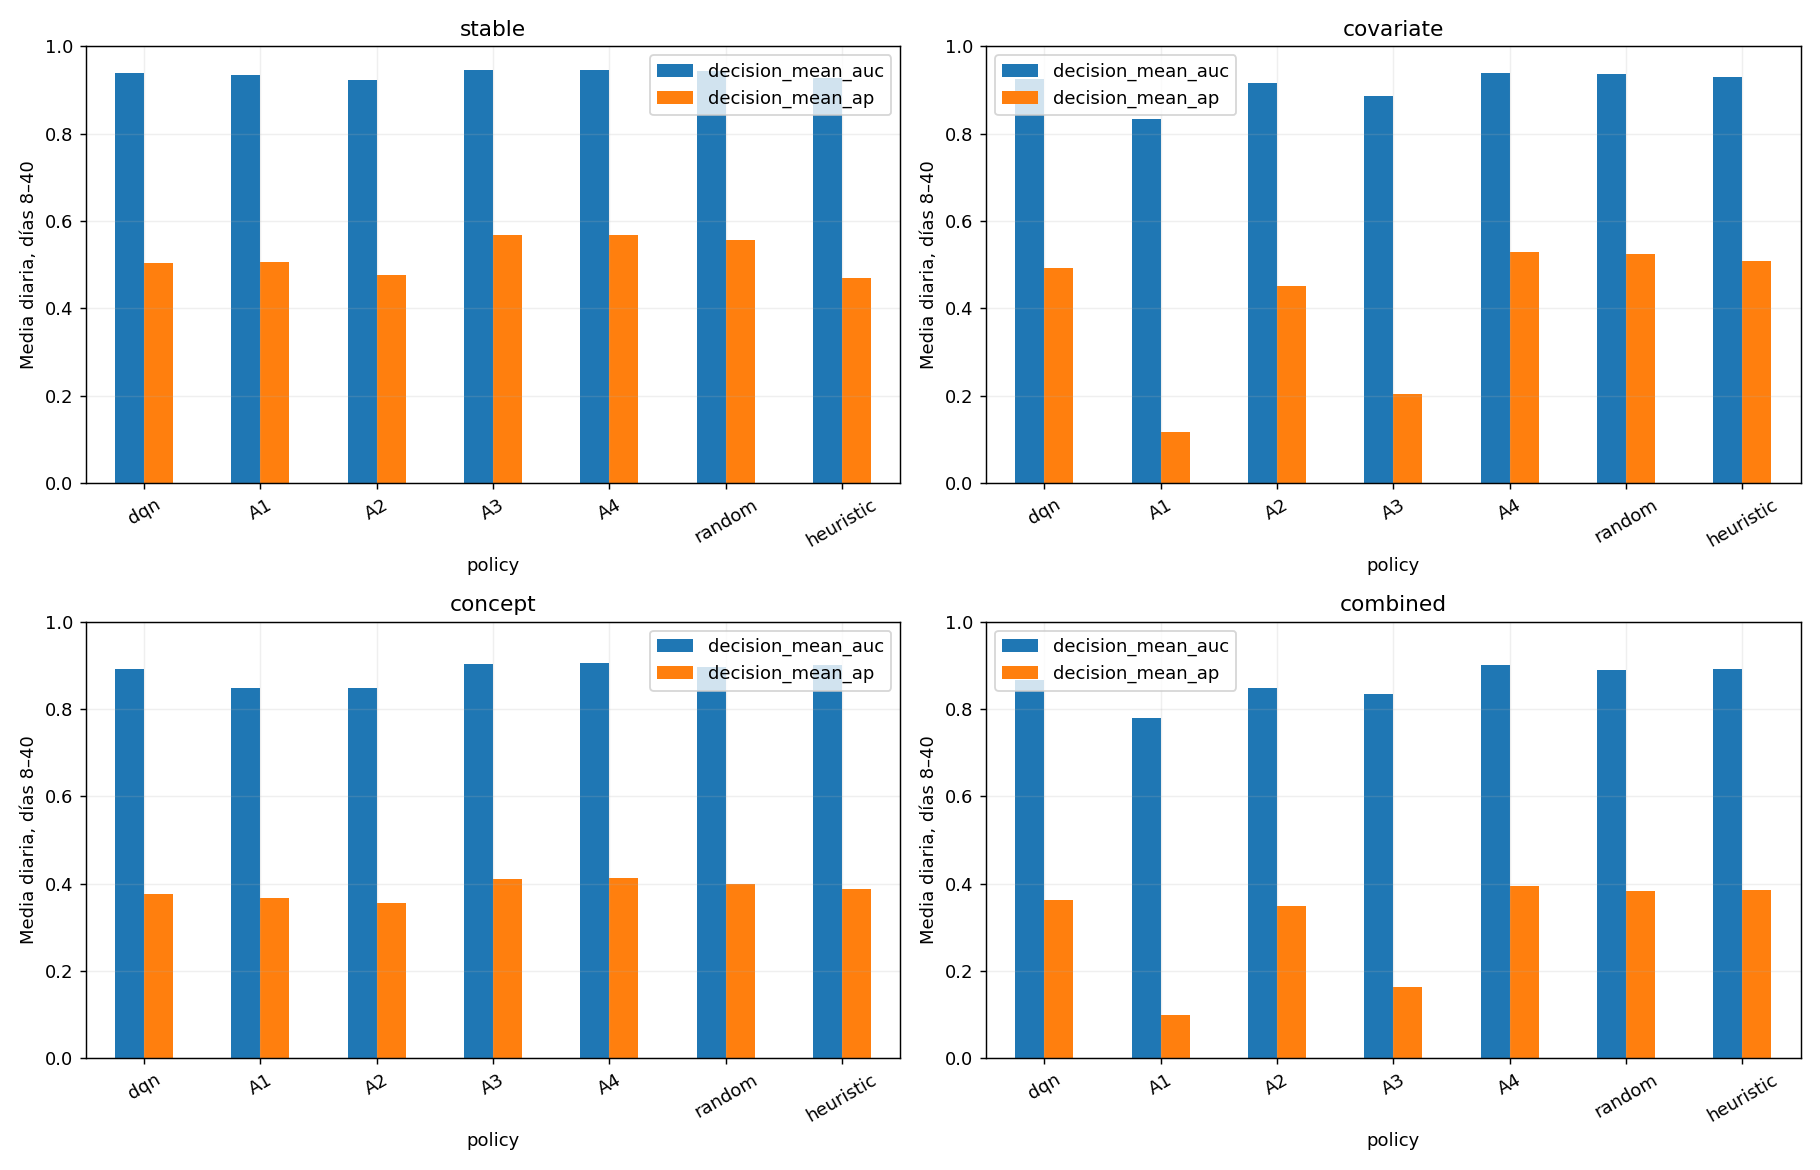 stable
1.0
0.8
0.6
0.4
0.2
0.0
Media diaria, días 8–40
decision_mean_auc
decision_mean_ap
dqn
A1
A2
A3
A4
random
heuristic
policy
covariate
1.0
0.8
0.6
0.4
0.2
0.0
Media diaria, días 8–40
decision_mean_auc
decision_mean_ap
dqn
A1
A2
A3
A4
random
heuristic
policy
concept
1.0
0.8
0.6
0.4
0.2
0.0
Media diaria, días 8–40
decision_mean_auc
decision_mean_ap
dqn
A1
A2
A3
A4
random
heuristic
policy
combined
1.0
0.8
0.6
0.4
0.2
0.0
Media diaria, días 8–40
decision_mean_auc
decision_mean_ap
dqn
A1
A2
A3
A4
random
heuristic
policy